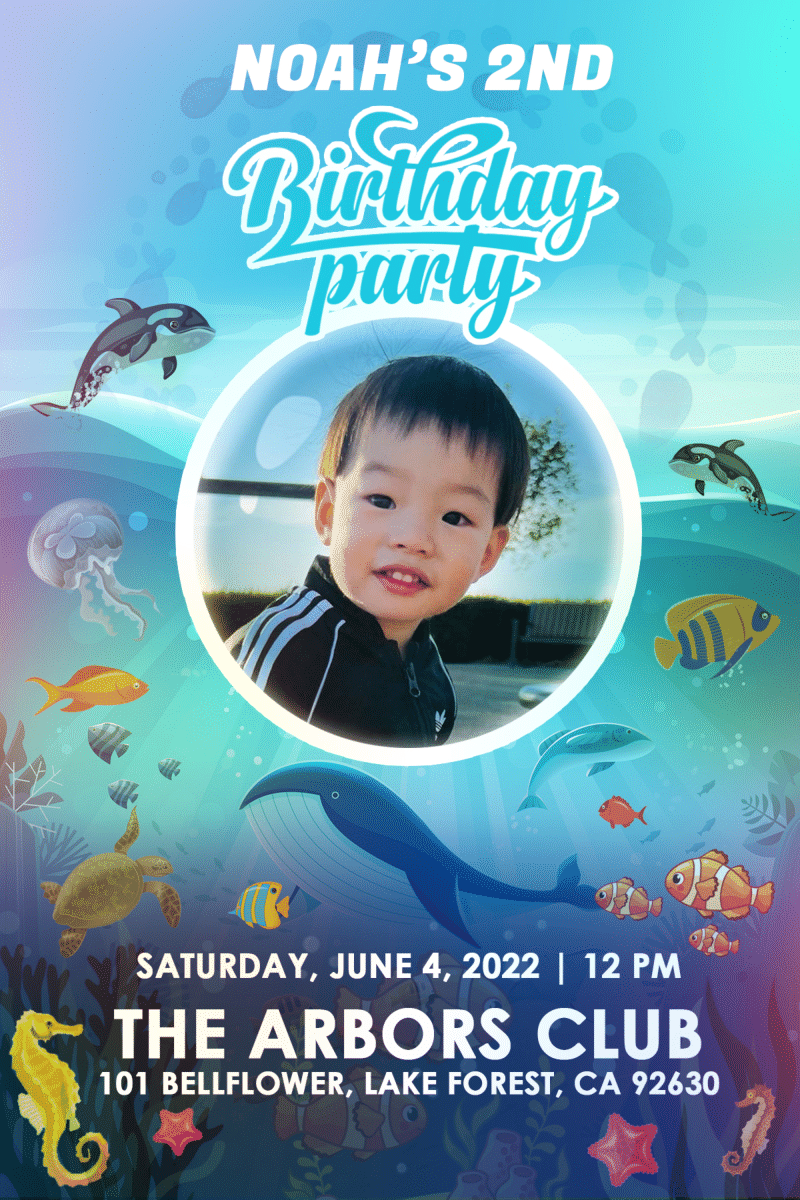 NOAH’S 2ND
Birthday
party
SATURDAY, JUNE 4, 2022 | 12 PM
THE ARBORS CLUB
101 BELLFLOWER, LAKE FOREST, CA 92630